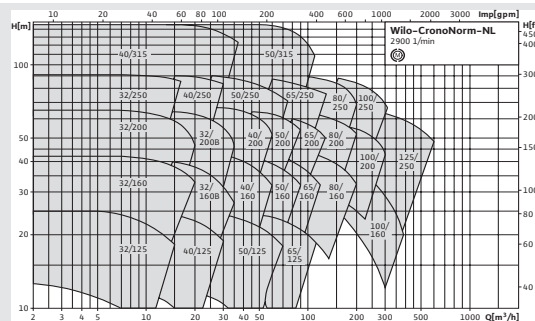 10 20 40 60 80 100 200 400 600 1000 Imp[gpm]
H[m] H[ft]
Wilo-CronoNorm-NL
2900 1/min
450
400
40/315 50/315
100
300
32/250 40/250 50/250 65/250 80/250 100/250
32/200 32/200B 40/200 50/200 65/200 80/200
200
50
150
40
100/200 125/250
32/160 32/160B 40/160 50/160 65/160 80/160
30
100
80
20
100/160
32/125 40/125 50/125 65/125
60
40
10
2 3 4 5 10 20 30 40 50 100 200 300 500 1000 Q[m³/h]